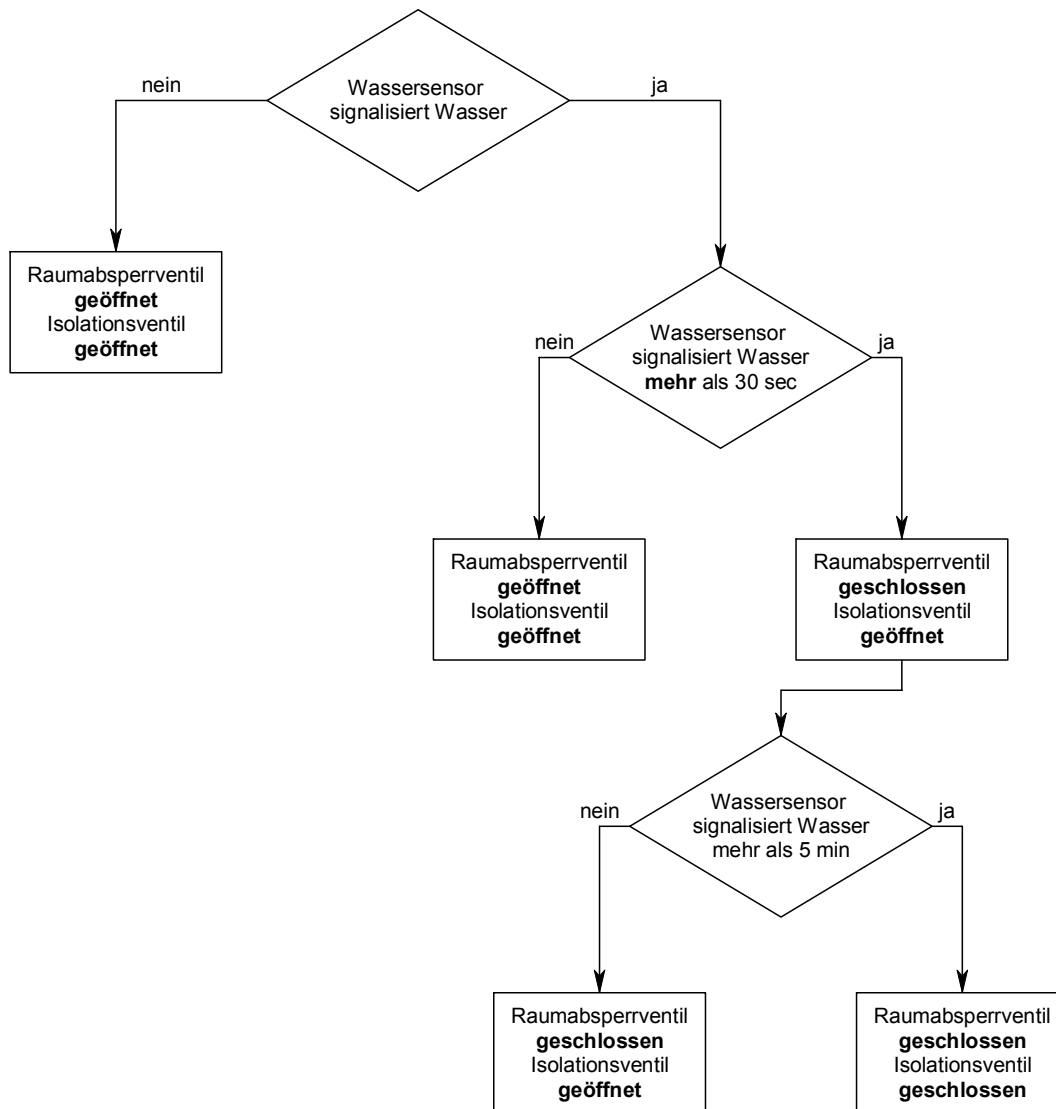 nein
Wassersensor
signalisiert Wasser
ja
Raumabsperrventil
geöffnet
Isolationsventil
geöffnet
nein
Wassersensor
signalisiert Wasser
mehr als 30 sec
ja
Raumabsperrventil
geöffnet
Isolationsventil
geöffnet
Raumabsperrventil
geschlossen
Isolationsventil
geöffnet
nein
Wassersensor
signalisiert Wasser
mehr als 5 min
ja
Raumabsperrventil
geschlossen
Isolationsventil
geöffnet
Raumabsperrventil
geschlossen
Isolationsventil
geschlossen